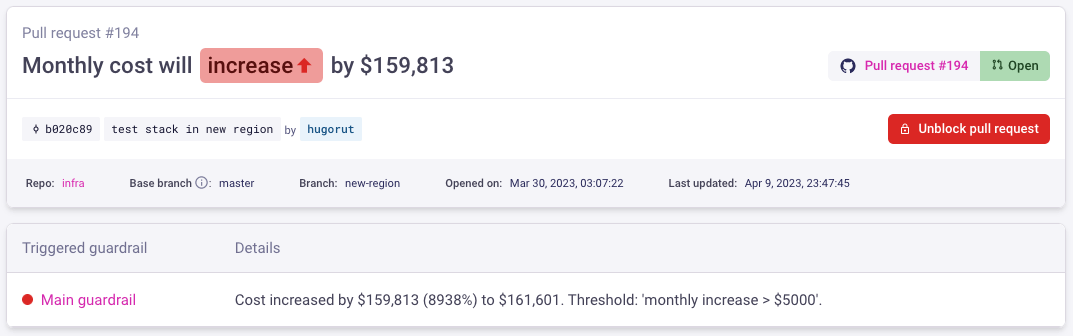 Pull request #194
Monthly cost will increase by $159,813
Pull request #194 Open
b020c89 test stack in new region by hugorut
Unblock pull request
Repo: infra Base branch : master Branch: new-region Opened on: Mar 30, 2023, 03:07:22 Last updated: Apr 9, 2023, 23:47:45
Triggered guardrail Details
Main guardrail Cost increased by $159,813 (8938%) to $161,601. Threshold: 'monthly increase > $5000'.